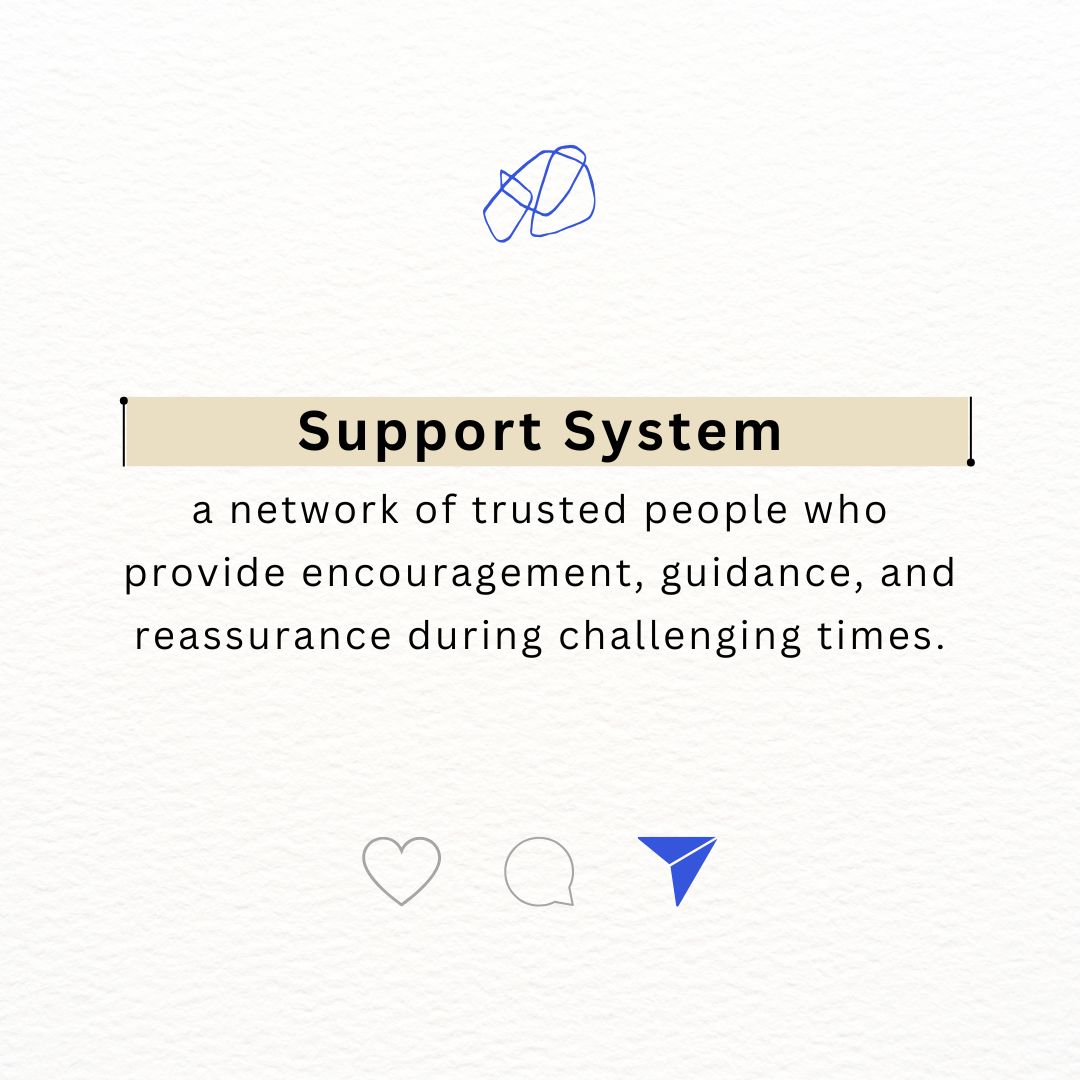 Support System
a network of trusted people who
provide encouragement, guidance, and
reassurance during challenging times.